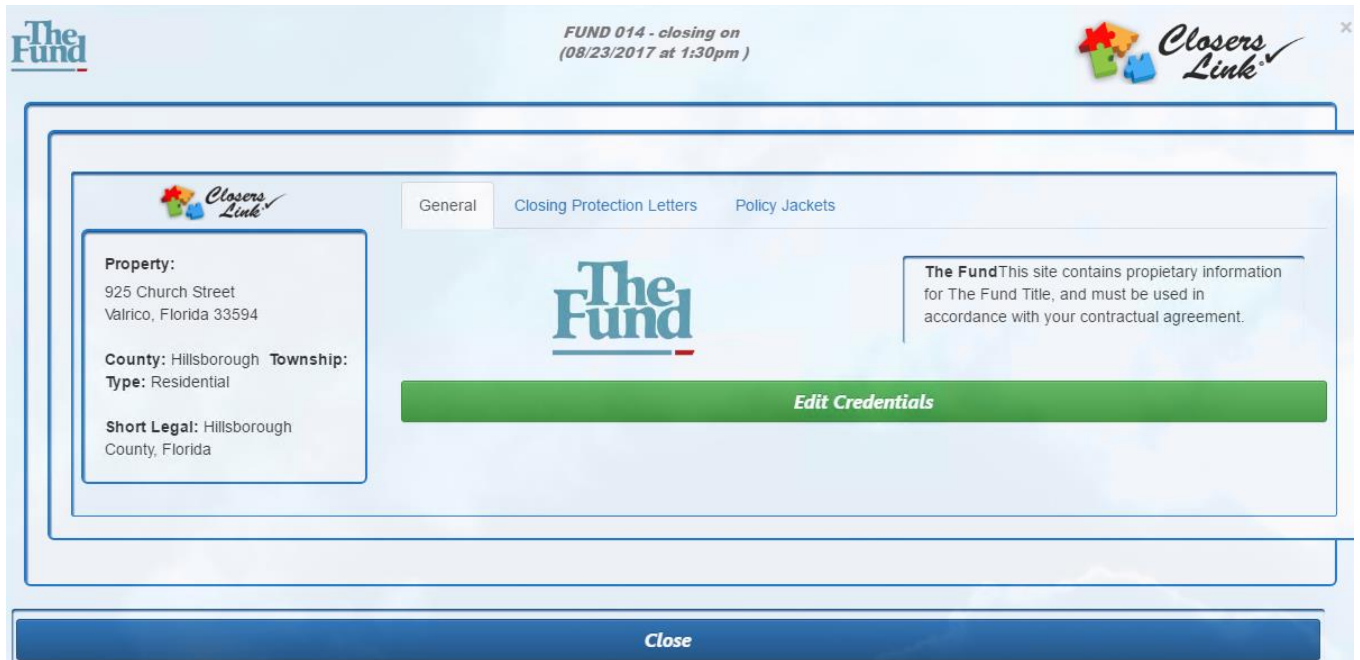 The
Fund
FUND 014 - closing on
(08/23/2017 at 1:30pm )
Closers
Link
×
Closers
Link
General Closing Protection Letters Policy Jackets
Property:
925 Church Street
Valrico, Florida 33594
County: Hillsborough Township:
Type: Residential
Short Legal: Hillsborough
County, Florida
The
Fund
The FundThis site contains propietary information
for The Fund Title, and must be used in
accordance with your contractual agreement.
Edit Credentials
Close